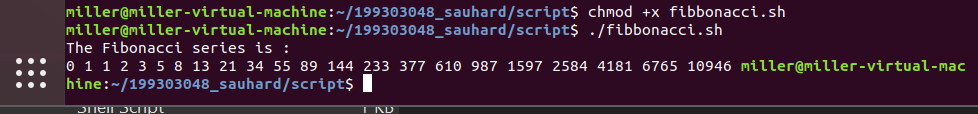 miller@miller-virtual-machine:~/199303048_sauhard/script$ chmod +x fibbonacci.sh
miller@miller-virtual-machine:~/199303048_sauhard/script$ ./fibbonacci.sh
The Fibonacci series is :
0 1 1 2 3 5 8 13 21 34 55 89 144 233 377 610 987 1597 2584 4181 6765 10946 miller@miller-virtual-mac
hine:~/199303048_sauhard/script$
Shell Script 1 KB